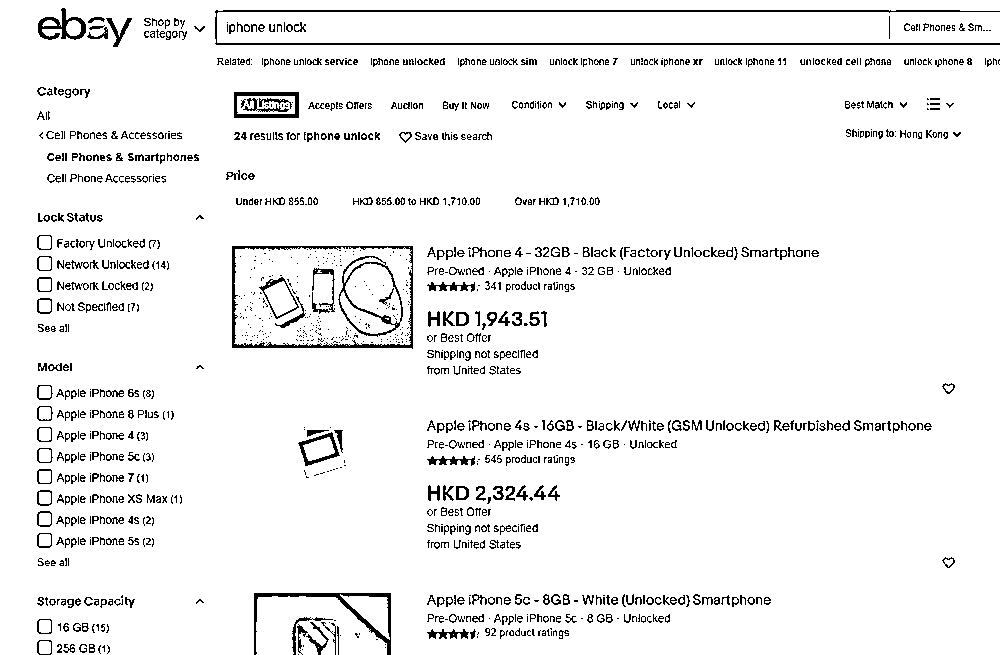 ebay
Shop by category
iphone unlock
Cell Phones & Sm...
Related: iphone unlock service iphone unlocked iphone unlock sim unlock iphone 7 unlock iphone xr unlock iphone 11 unlocked cell phone unlock iphone 8
Category
All
Cell Phones & Accessories
Cell Phones & Smartphones
Cell Phone Accessories
Lock Status
Factory Unlocked (7)
Network Unlocked (14)
Network Locked (2)
Not Specified (7)
See all
Model
Apple iPhone 6s (8)
Apple iPhone 8 Plus (1)
Apple iPhone 4 (3)
Apple iPhone 5c (3)
Apple iPhone 7 (1)
Apple iPhone XS Max (1)
Apple iPhone 4s (2)
Apple iPhone 5s (2)
See all
Storage Capacity
16 GB (15)
256 GB (1)
All Listings Accepts Offers Auction Buy It Now Condition Shipping Local Best Match
24 results for iphone unlock Save this search Shipping to: Hong Kong
Price
Under HKD 855.00 HKD 855.00 to HKD 1,710.00 Over HKD 1,710.00
Apple iPhone 4 - 32GB - Black (Factory Unlocked) Smartphone
Pre-Owned · Apple iPhone 4 · 32 GB · Unlocked
341 product ratings
HKD 1,943.51
or Best Offer
Shipping not specified
from United States
Apple iPhone 4s - 16GB - Black/White (GSM Unlocked) Refurbished Smartphone
Pre-Owned · Apple iPhone 4s · 16 GB · Unlocked
545 product ratings
HKD 2,324.44
or Best Offer
Shipping not specified
from United States
Apple iPhone 5c - 8GB - White (Unlocked) Smartphone
Pre-Owned · Apple iPhone 5c · 8 GB · Unlocked
92 product ratings